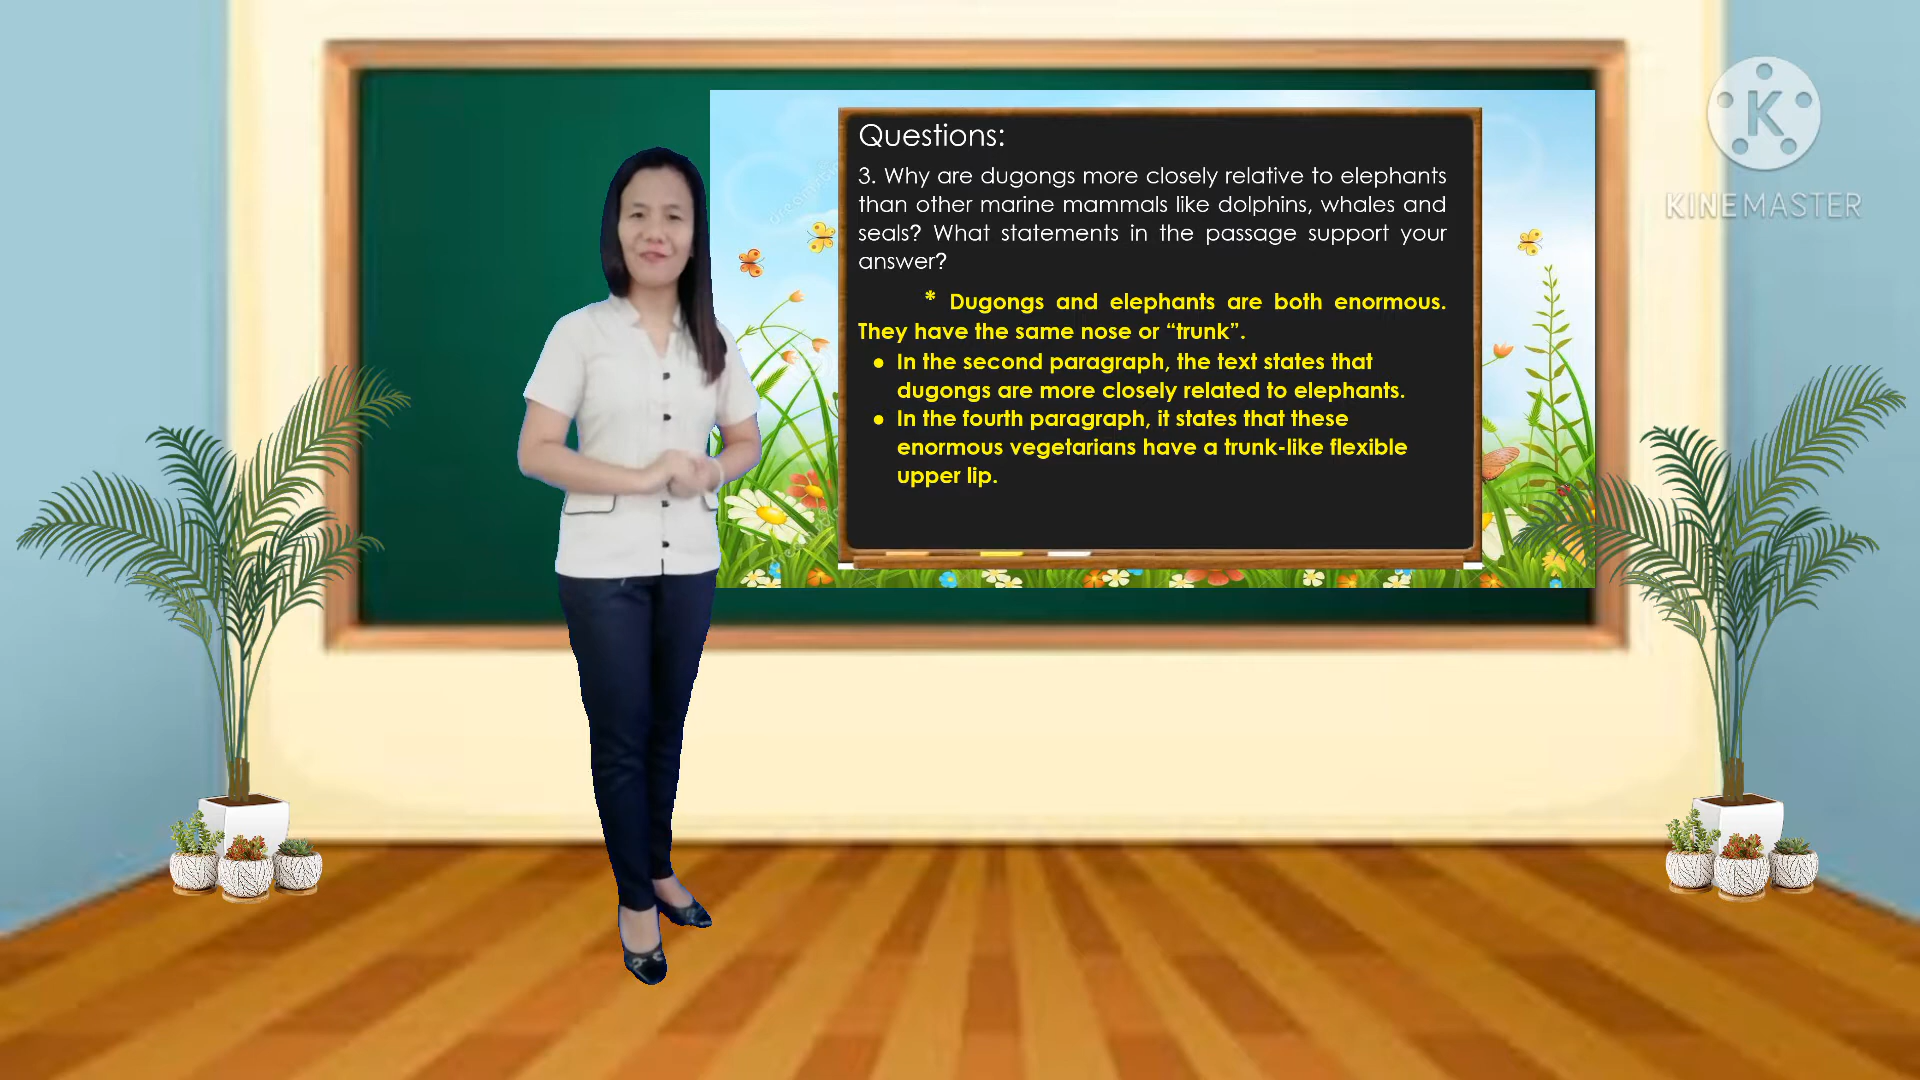 Questions:
3. Why are dugongs more closely relative to elephants
than other marine mammals like dolphins, whales and
seals? What statements in the passage support your
answer?
* Dugongs and elephants are both enormous.
They have the same nose or “trunk”.
● In the second paragraph, the text states that
dugongs are more closely related to elephants.
● In the fourth paragraph, it states that these
enormous vegetarians have a trunk-like flexible
upper lip.
K
KINEMASTER